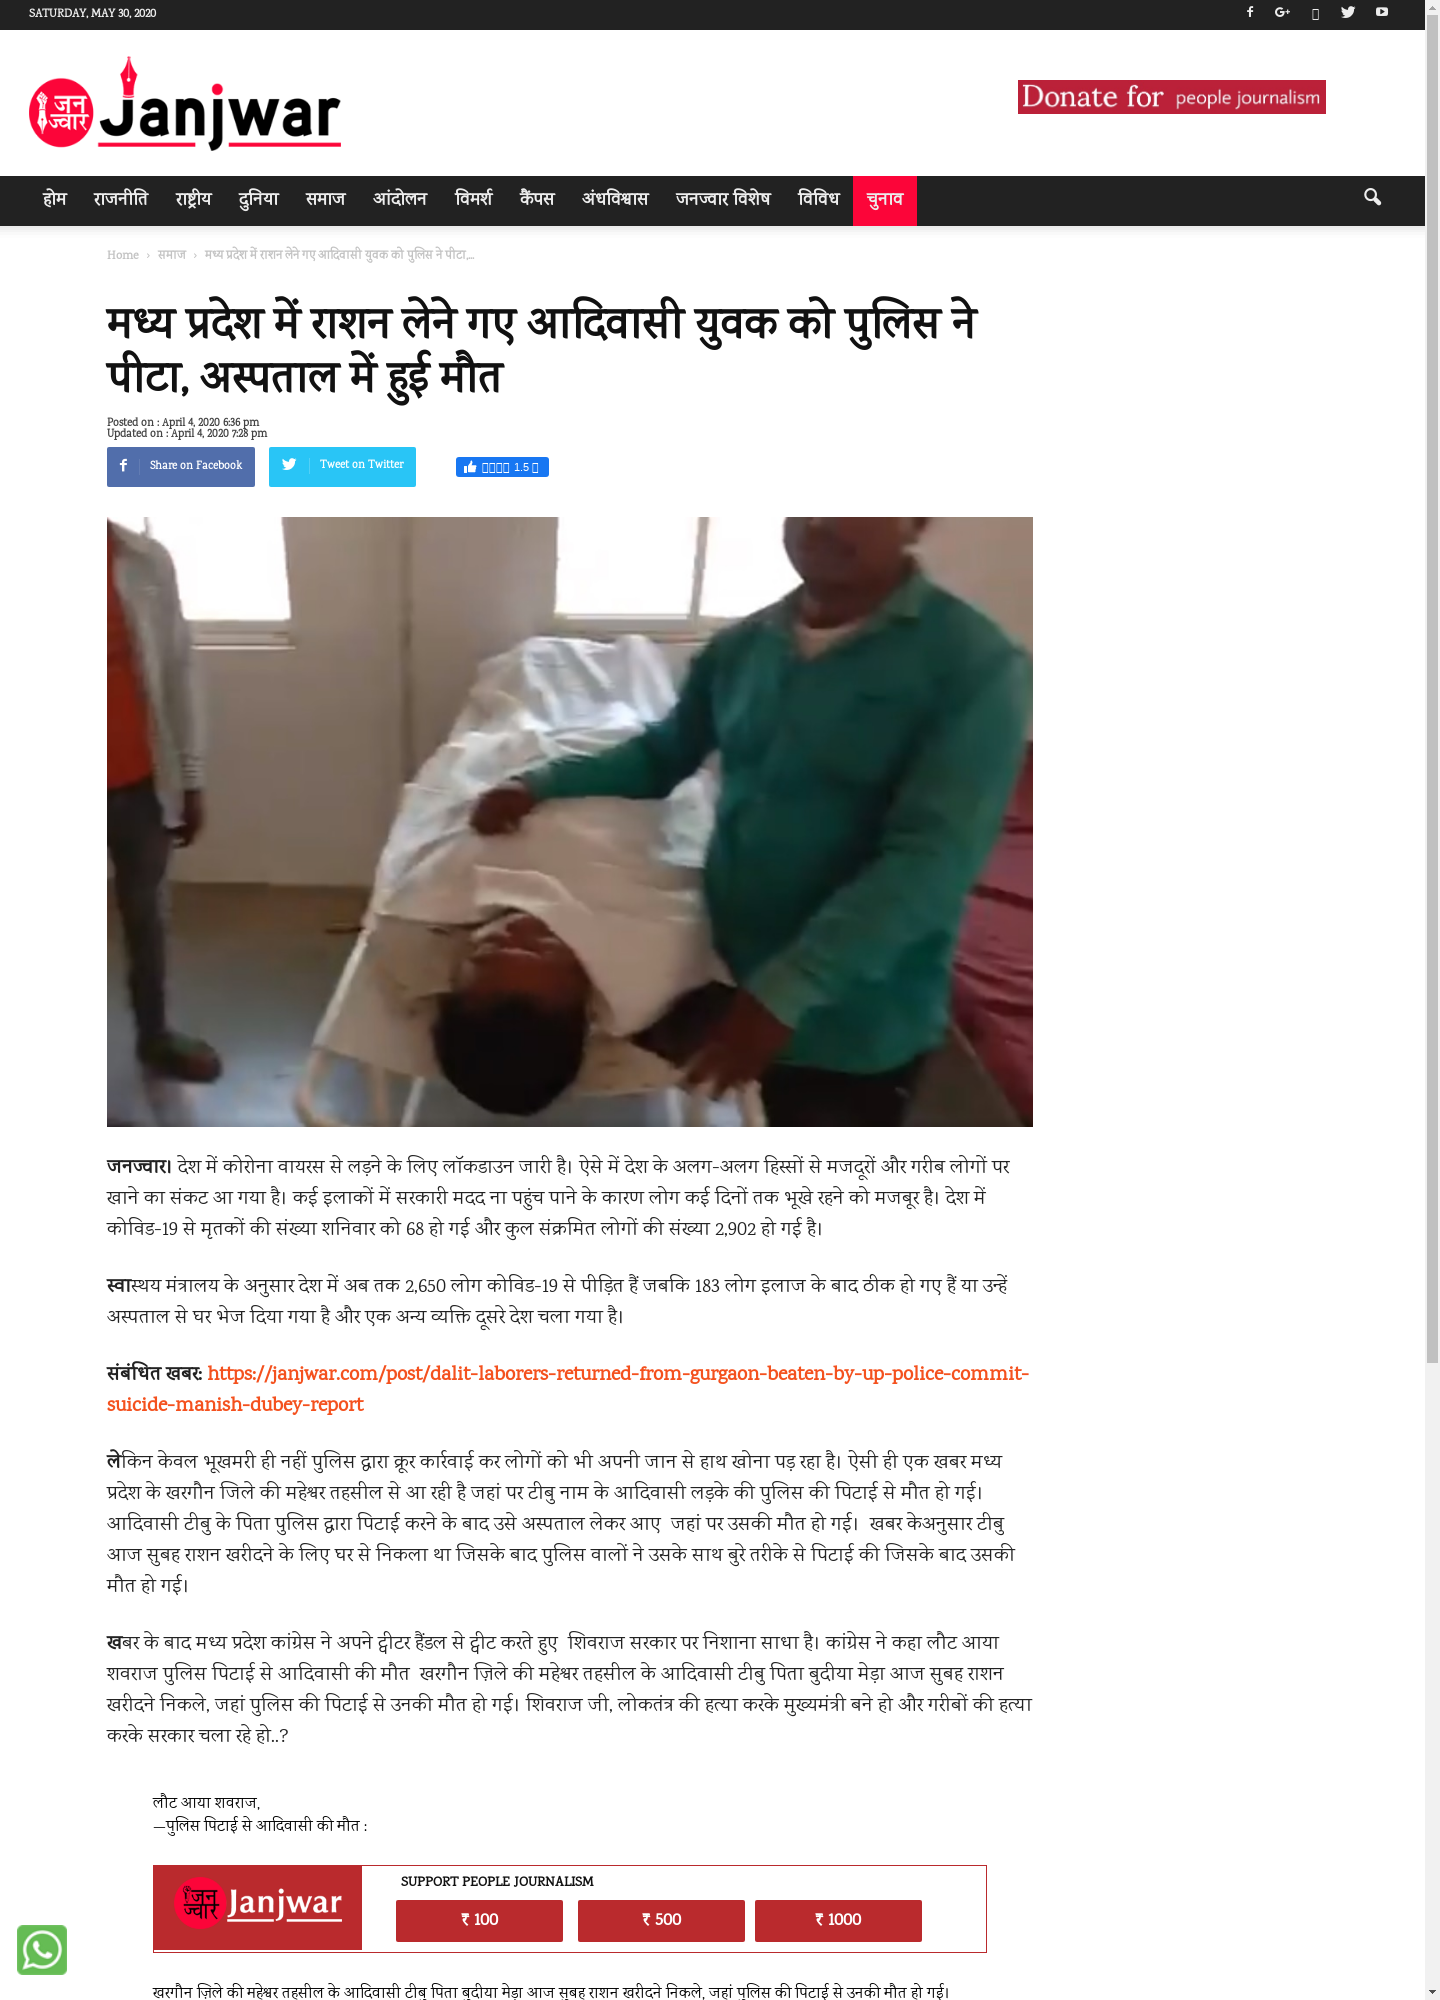 SATURDAY, MAY 30, 2020
जन ज्वार Janjwar
Donate for people journalism
होम राजनीति राष्ट्रीय दुनिया समाज आंदोलन विमर्श कैंपस अंधविश्वास जनज्वार विशेष विविध चुनाव
Home › समाज › मध्य प्रदेश में राशन लेने गए आदिवासी युवक को पुलिस ने पीटा,...
मध्य प्रदेश में राशन लेने गए आदिवासी युवक को पुलिस ने
पीटा, अस्पताल में हुई मौत
Posted on : April 4, 2020 6:36 pm
Updated on : April 4, 2020 7:28 pm
Share on Facebook Tweet on Twitter 1.5
जनज्वार। देश में कोरोना वायरस से लड़ने के लिए लॉकडाउन जारी है। ऐसे में देश के अलग-अलग हिस्सों से मजदूरों और गरीब लोगों पर
खाने का संकट आ गया है। कई इलाकों में सरकारी मदद ना पहुंच पाने के कारण लोग कई दिनों तक भूखे रहने को मजबूर है। देश में
कोविड-19 से मृतकों की संख्या शनिवार को 68 हो गई और कुल संक्रमित लोगों की संख्या 2,902 हो गई है।
स्वास्थय मंत्रालय के अनुसार देश में अब तक 2,650 लोग कोविड-19 से पीड़ित हैं जबकि 183 लोग इलाज के बाद ठीक हो गए हैं या उन्हें
अस्पताल से घर भेज दिया गया है और एक अन्य व्यक्ति दूसरे देश चला गया है।
संबंधित खबर: https://janjwar.com/post/dalit-laborers-returned-from-gurgaon-beaten-by-up-police-commit-
suicide-manish-dubey-report
लेकिन केवल भूखमरी ही नहीं पुलिस द्वारा क्रूर कार्रवाई कर लोगों को भी अपनी जान से हाथ खोना पड़ रहा है। ऐसी ही एक खबर मध्य
प्रदेश के खरगौन जिले की महेश्वर तहसील से आ रही है जहां पर टीबु नाम के आदिवासी लड़के की पुलिस की पिटाई से मौत हो गई।
आदिवासी टीबु के पिता पुलिस द्वारा पिटाई करने के बाद उसे अस्पताल लेकर आए जहां पर उसकी मौत हो गई। खबर केअनुसार टीबु
आज सुबह राशन खरीदने के लिए घर से निकला था जिसके बाद पुलिस वालों ने उसके साथ बुरे तरीके से पिटाई की जिसके बाद उसकी
मौत हो गई।
खबर के बाद मध्य प्रदेश कांग्रेस ने अपने ट्वीटर हैंडल से ट्वीट करते हुए शिवराज सरकार पर निशाना साधा है। कांग्रेस ने कहा लौट आया
शवराज पुलिस पिटाई से आदिवासी की मौत खरगौन ज़िले की महेश्वर तहसील के आदिवासी टीबु पिता बुदीया मेड़ा आज सुबह राशन
खरीदने निकले, जहां पुलिस की पिटाई से उनकी मौत हो गई। शिवराज जी, लोकतंत्र की हत्या करके मुख्यमंत्री बने हो और गरीबों की हत्या
करके सरकार चला रहे हो..?
लौट आया शवराज,
—पुलिस पिटाई से आदिवासी की मौत :
जन ज्वार Janjwar
SUPPORT PEOPLE JOURNALISM
₹ 100 ₹ 500 ₹ 1000
खरगौन ज़िले की महेश्वर तहसील के आदिवासी टीबु पिता बुदीया मेड़ा आज सुबह राशन खरीदने निकले, जहां पुलिस की पिटाई से उनकी मौत हो गई।